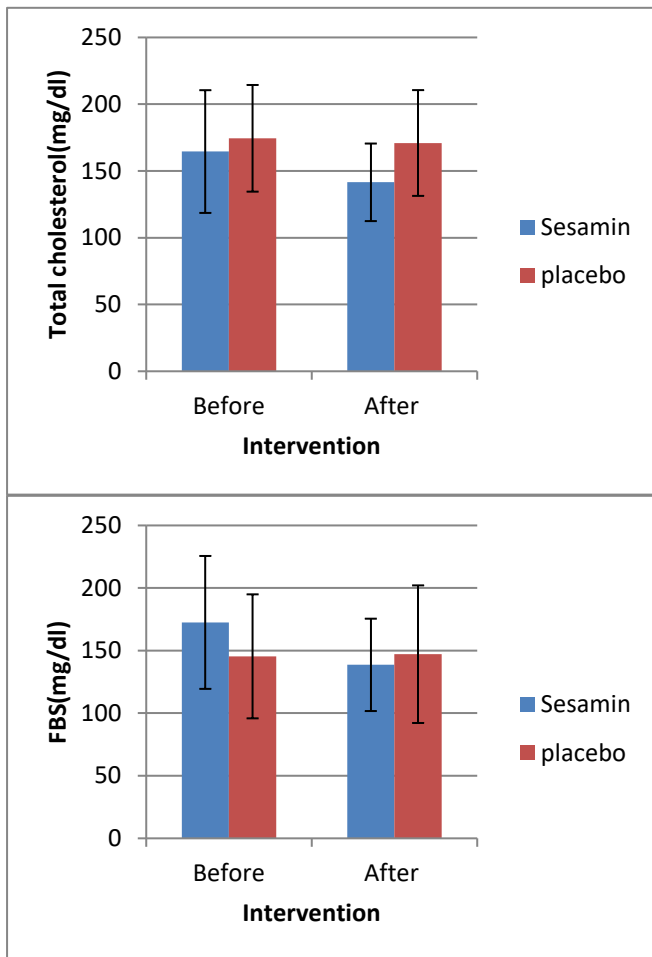 Total cholesterol(mg/dl)
250
200
150
100
50
0
Before After
Intervention
Sesamin
placebo
FBS(mg/dl)
250
200
150
100
50
0
Before After
Intervention
Sesamin
placebo